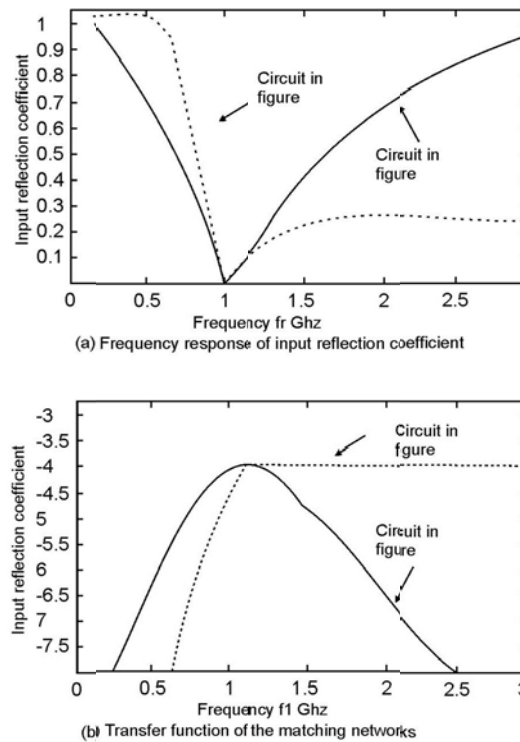 1
0.9
0.8
0.7
0.6
0.5
0.4
0.3
0.2
0.1
Input reflection coefficient
Circuit in
figure
Circuit in
figure
0 0.5 1 1.5 2 2.5
Frequency fr Ghz
(a) Frequency response of input reflection coefficient
-3
-3.5
-4
-4.5
5
-5.5
6
-6.5
7
-7.5
Input reflection coefficient
Circuit in
fgure
Circuit in
figure
0 0.5 1 1.5 2 2.5 3
Frequency f1 Ghz
(b) Transfer function of the matching networks